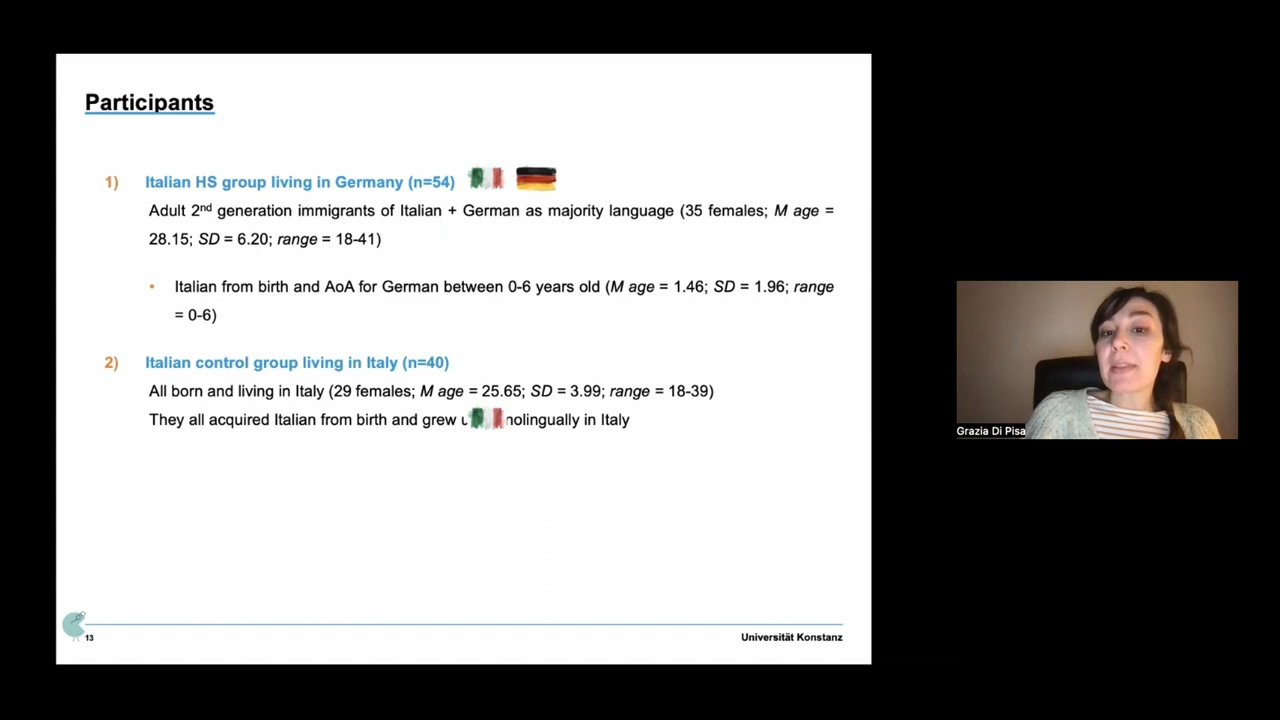 Participants
1) Italian HS group living in Germany (n=54)
Adult 2nd generation immigrants of Italian + German as majority language (35 females; M age =
28.15; SD = 6.20; range = 18-41)
• Italian from birth and AoA for German between 0-6 years old (M age = 1.46; SD = 1.96; range
= 0-6)
2) Italian control group living in Italy (n=40)
All born and living in Italy (29 females; M age = 25.65; SD = 3.99; range = 18-39)
They all acquired Italian from birth and grew nolingually in Italy
13
Universität Konstanz
Grazia Di Pisa